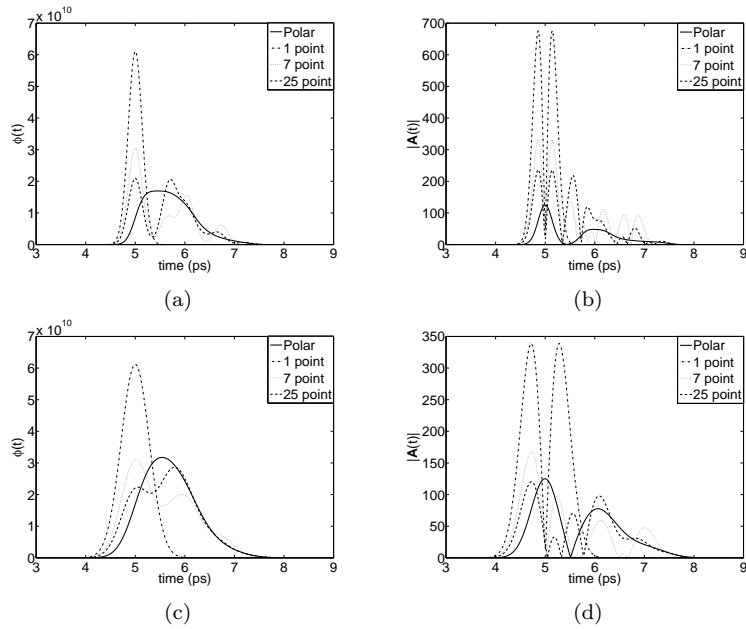 7 x 10^10
6
5
4
3
2
1
0
ϕ(t)
3 4 5 6 7 8 9
time (ps)
Polar
1 point
7 point
25 point
(a)
700
600
500
400
300
200
100
0
|A(t)|
3 4 5 6 7 8 9
time (ps)
Polar
1 point
7 point
25 point
(b)
7 x 10^10
6
5
4
3
2
1
0
ϕ(t)
3 4 5 6 7 8 9
time (ps)
Polar
1 point
7 point
25 point
(c)
350
300
250
200
150
100
50
0
|A(t)|
3 4 5 6 7 8 9
time (ps)
Polar
1 point
7 point
25 point
(d)